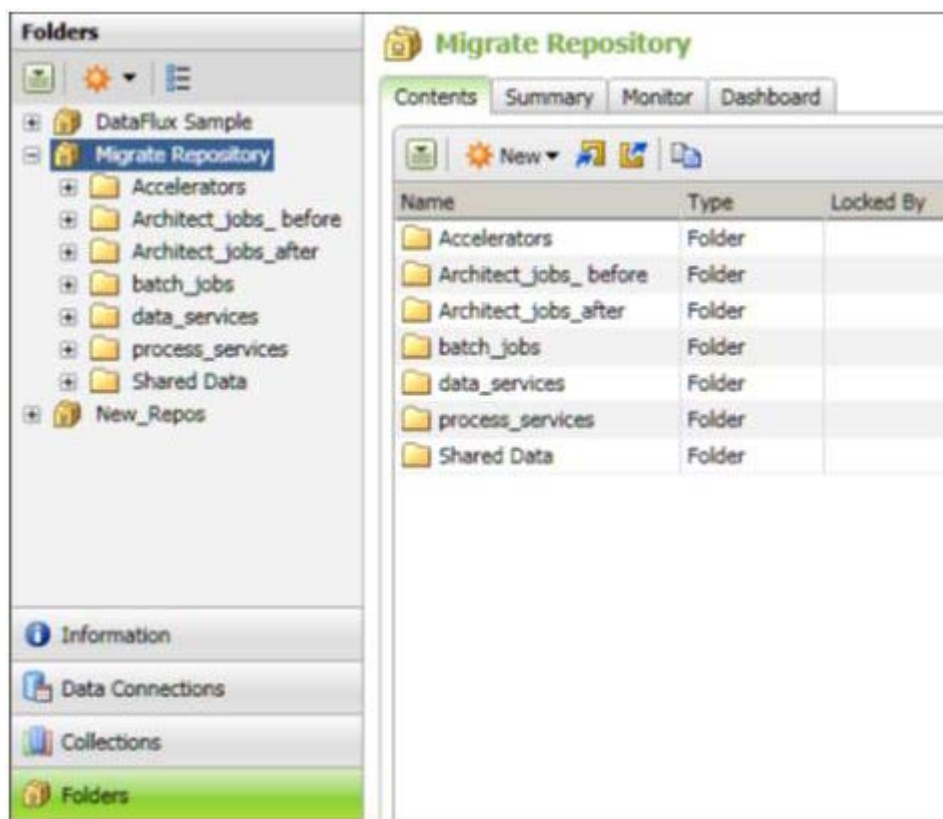 Folders
DataFlux Sample
Migrate Repository
Accelerators
Architect_jobs_ before
Architect_jobs_after
batch_jobs
data_services
process_services
Shared Data
New_Repos
Information
Data Connections
Collections
Folders
Migrate Repository
Contents Summary Monitor Dashboard
New
Name Type Locked By
Accelerators Folder
Architect_jobs_ before Folder
Architect_jobs_after Folder
batch_jobs Folder
data_services Folder
process_services Folder
Shared Data Folder